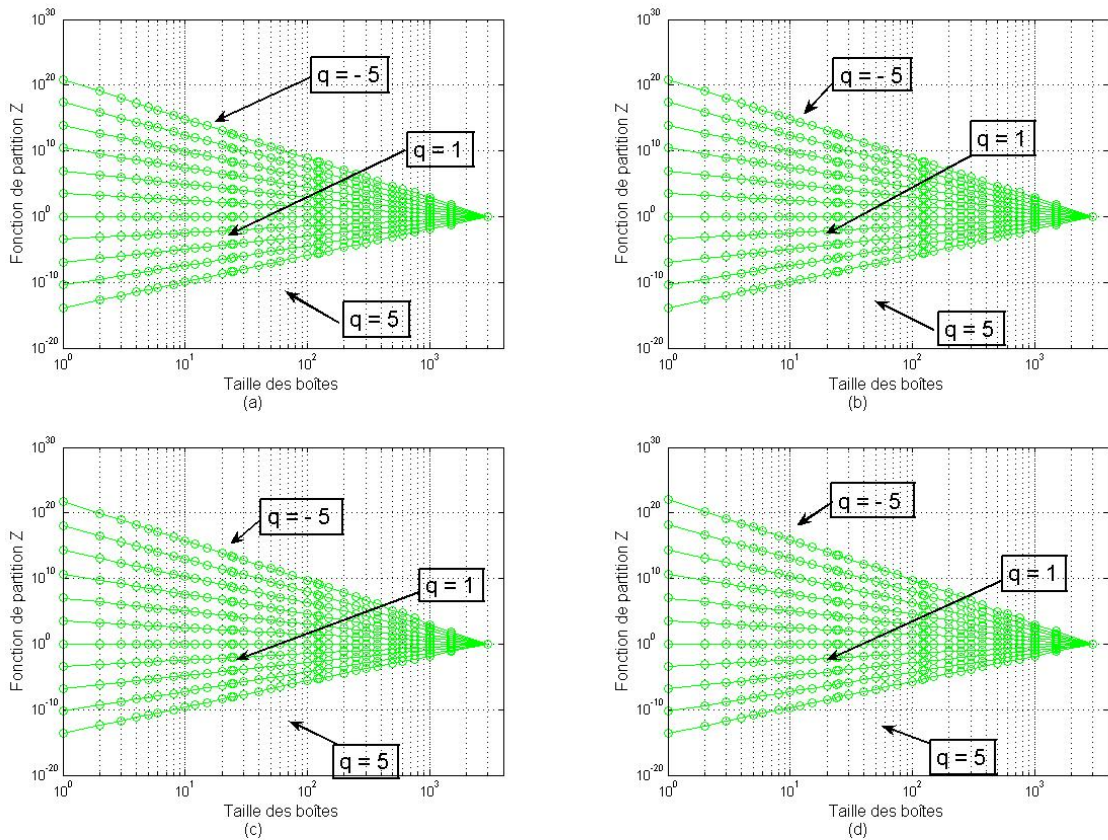 10^30
10^20
10^10
10^0
10^-10
10^-20
Fonction de partition Z
q = - 5
q = 1
q = 5
10^0
10^1
10^2
10^3
Taille des boîtes
(a)
10^30
10^20
10^10
10^0
10^-10
10^-20
Fonction de partition Z
q = - 5
q = 1
q = 5
10^0
10^1
10^2
10^3
Taille des boîtes
(b)
10^30
10^20
10^10
10^0
10^-10
10^-20
Fonction de partition Z
q = - 5
q = 1
q = 5
10^0
10^1
10^2
10^3
Taille des boîtes
(c)
10^30
10^20
10^10
10^0
10^-10
10^-20
Fonction de partition Z
q = - 5
q = 1
q = 5
10^0
10^1
10^2
10^3
Taille des boîtes
(d)